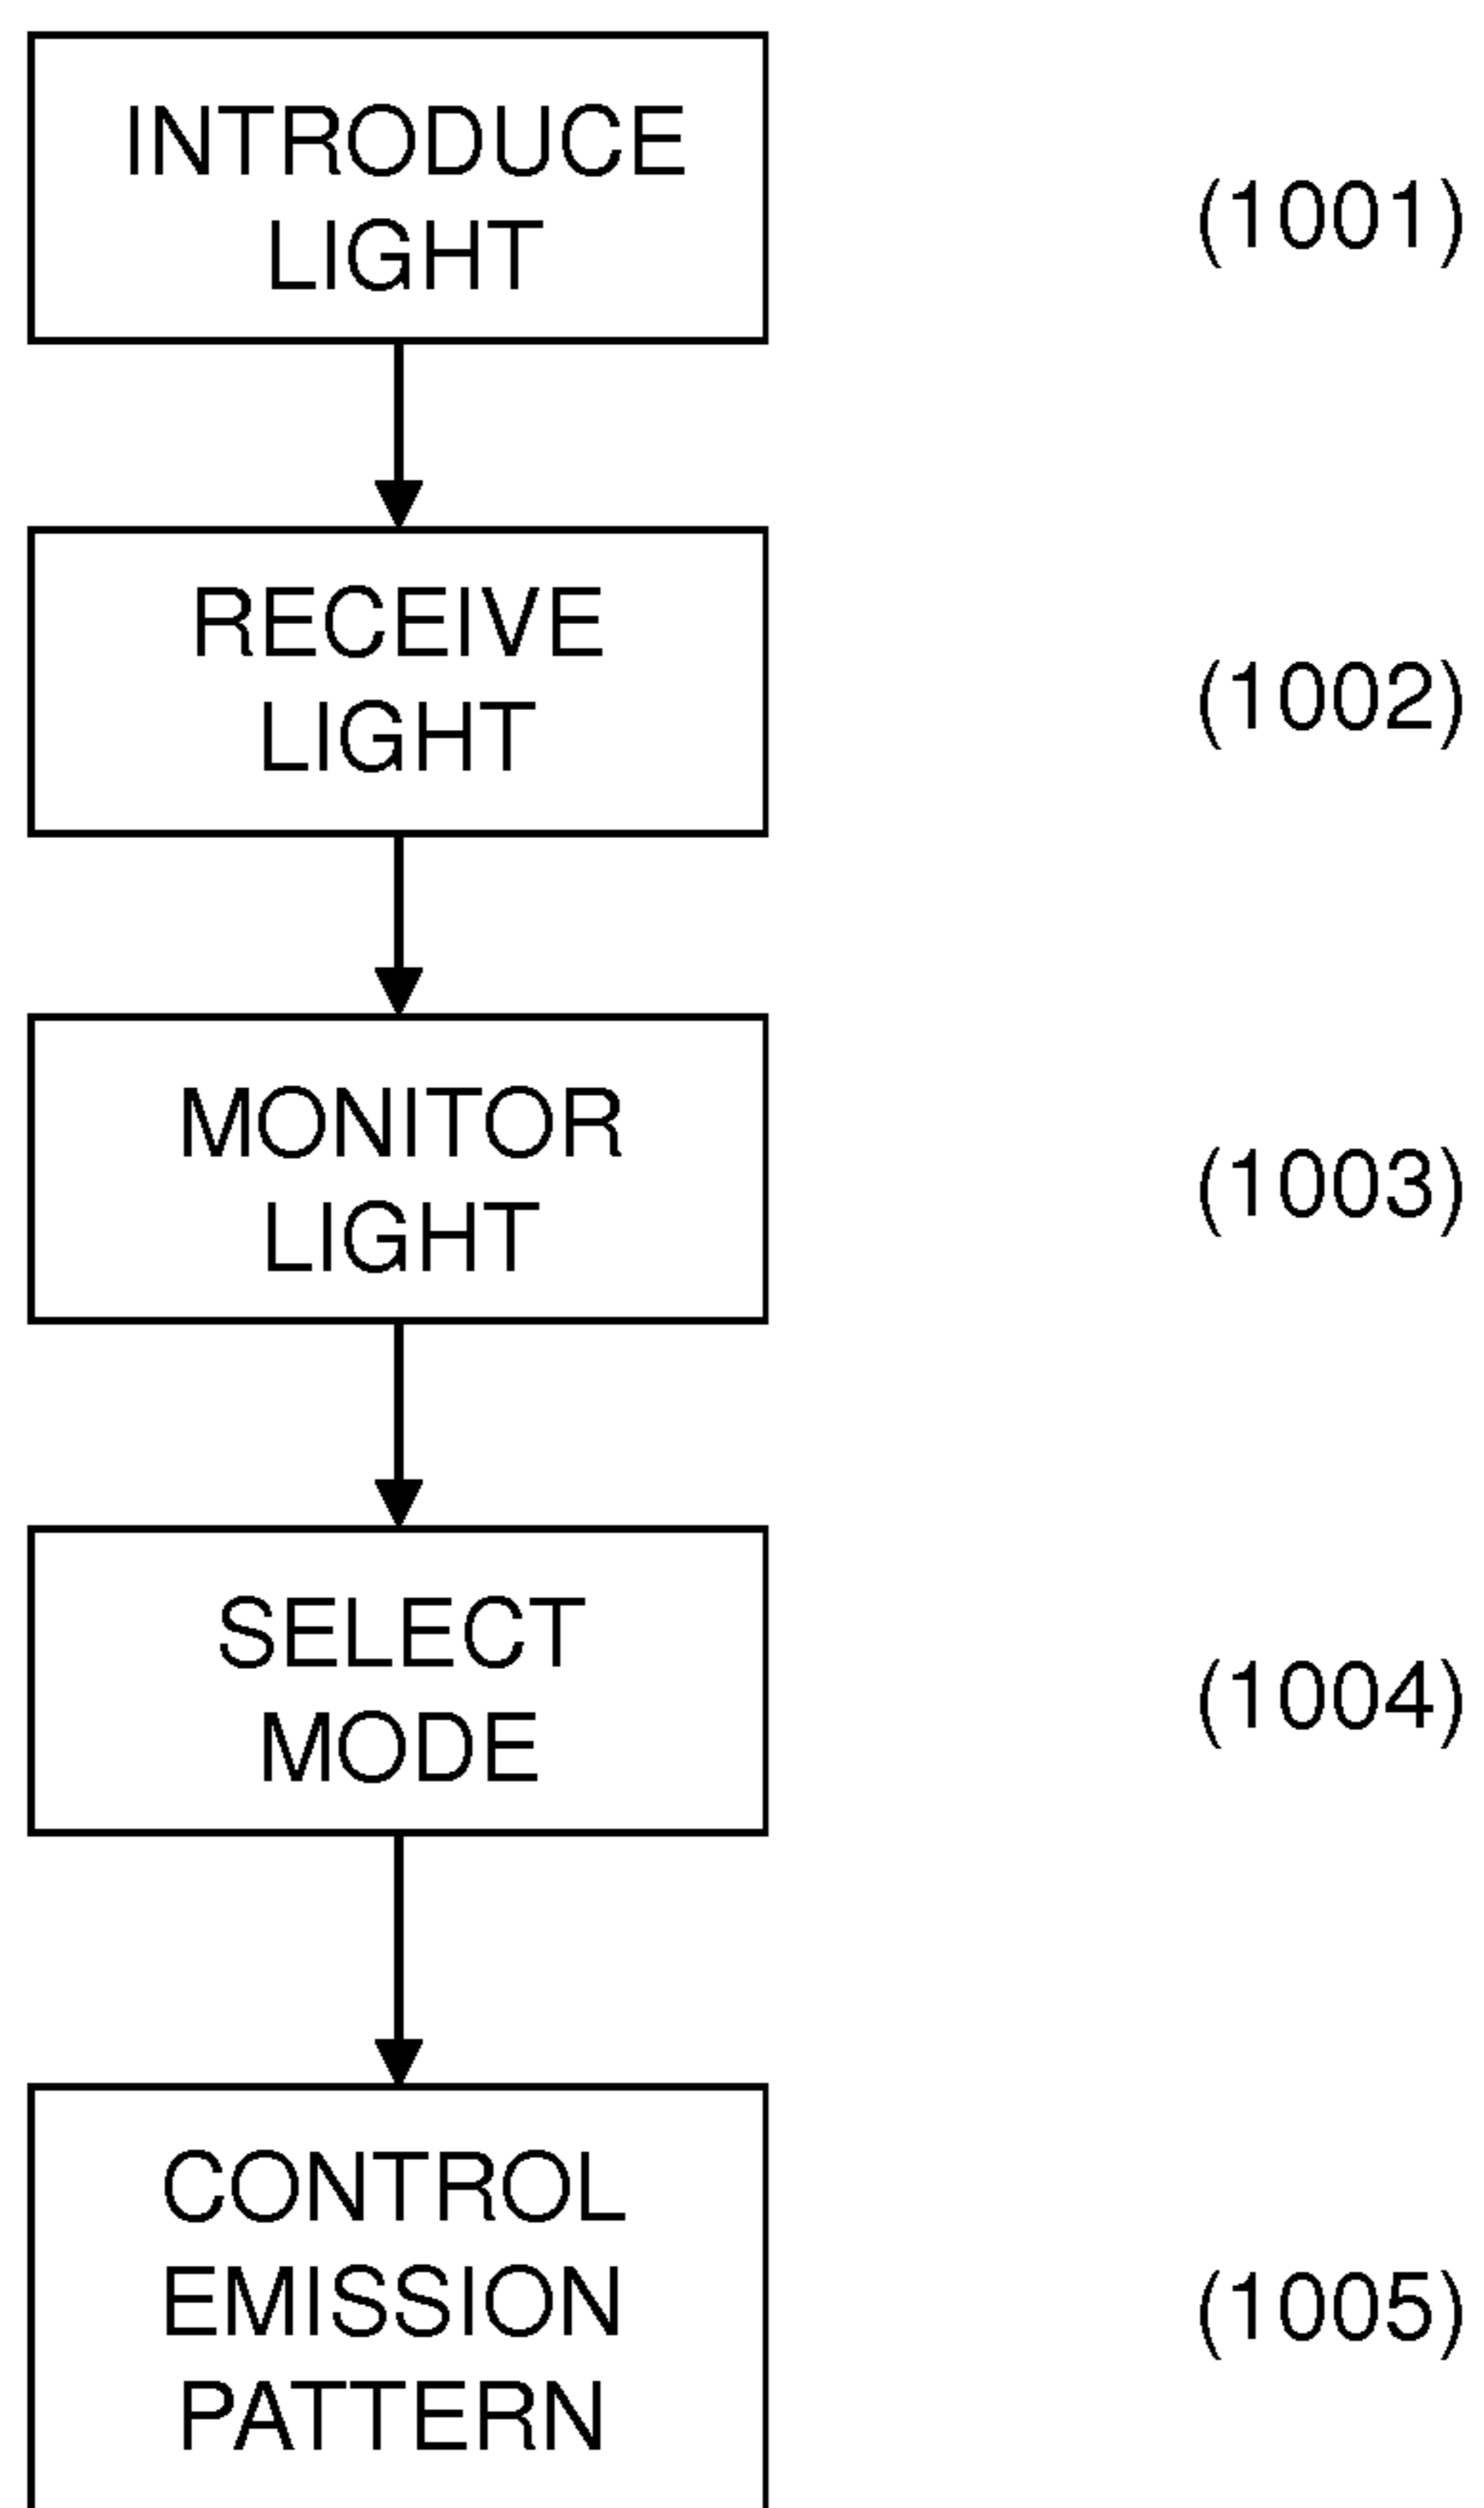 INTRODUCE
LIGHT
(1001)
RECEIVE
LIGHT
(1002)
MONITOR
LIGHT
(1003)
SELECT
MODE
(1004)
CONTROL
EMISSION
PATTERN
(1005)